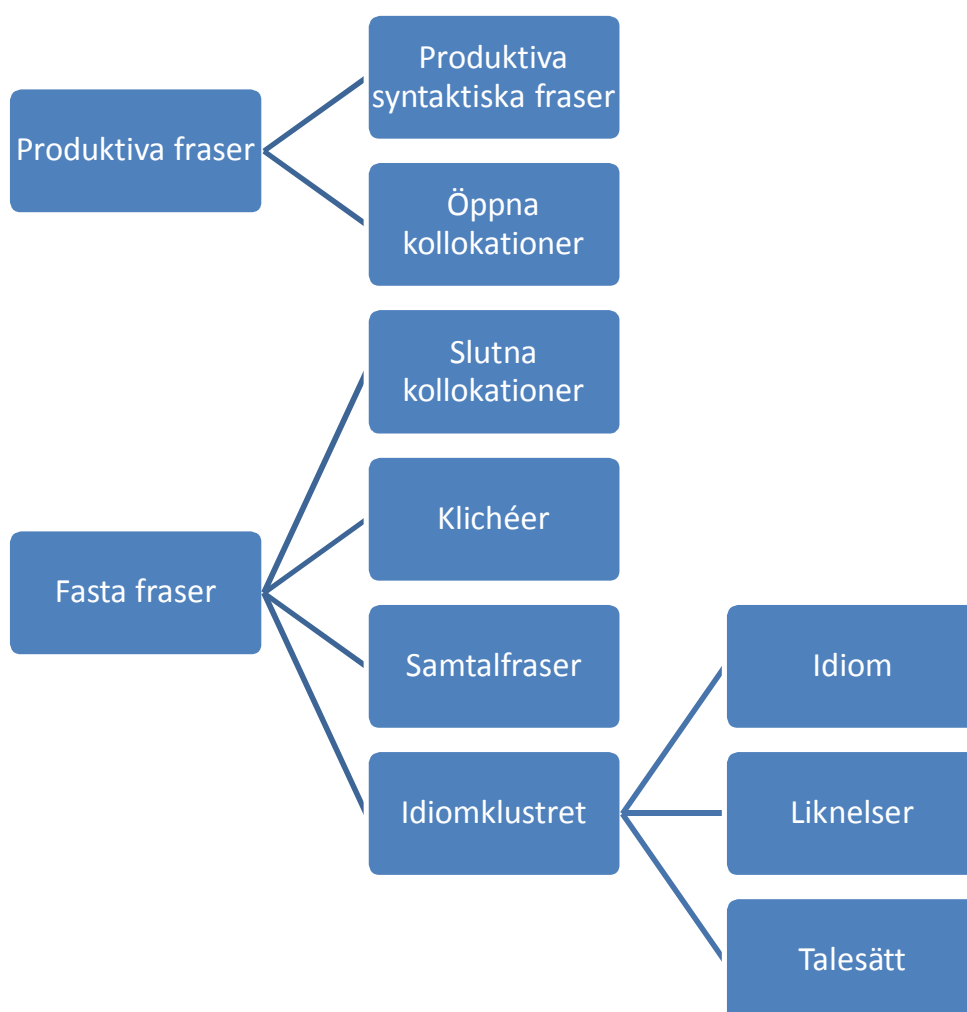 Produktiva fraser
Produktiva
syntaktiska fraser
Öppna
kollokationer
Fasta fraser
Slutna
kollokationer
Klichéer
Samtalfraser
Idiomklustret
Idiom
Liknelser
Talesätt